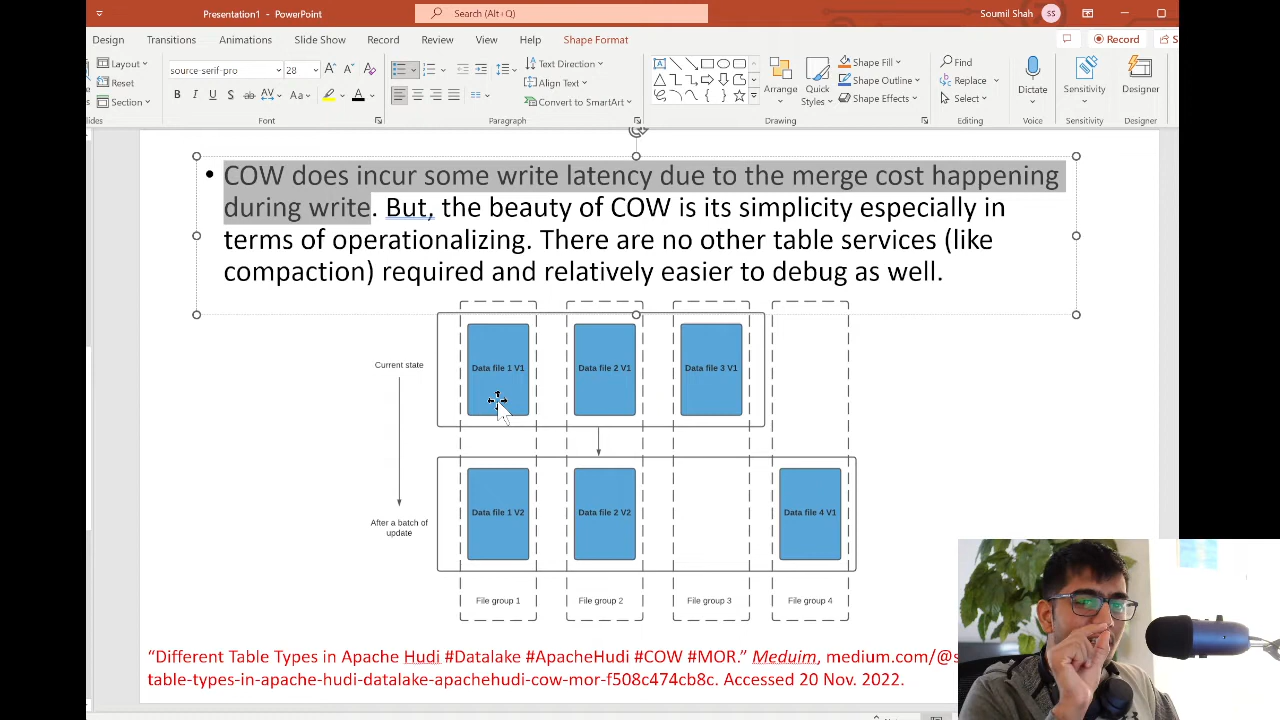 Presentation1 - PowerPoint
Search (Alt+Q)
Soumil Shah
SS
Design Transitions Animations Slide Show Record Review View Help Shape Format
Record
S
Layout
Reset
Section
source-serif-pro 28
Font
Text Direction
Align Text
Convert to SmartArt
Paragraph
Arrange
Quick Styles
Shape Fill
Shape Outline
Shape Effects
Drawing
Find
Replace
Select
Editing
Dictate
Voice
Sensitivity
Sensitivity
Designer
Designer
• COW does incur some write latency due to the merge cost happening
during write. But, the beauty of COW is its simplicity especially in
terms of operationalizing. There are no other table services (like
compaction) required and relatively easier to debug as well.
Current state
Data file 1 V1 Data file 2 V1 Data file 3 V1
After a batch of
update
Data file 1 V2 Data file 2 V2 Data file 4 V1
File group 1 File group 2 File group 3 File group 4
“Different Table Types in Apache Hudi #Datalake #ApacheHudi #COW #MOR.” Meduim, medium.com/@s
table-types-in-apache-hudi-datalake-apachehudi-cow-mor-f508c474cb8c. Accessed 20 Nov. 2022.